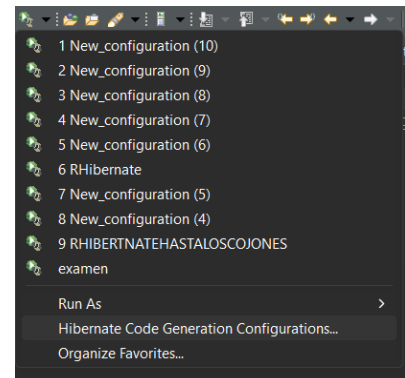 1 New_configuration (10)
2 New_configuration (9)
3 New_configuration (8)
4 New_configuration (7)
5 New_configuration (6)
6 RHibernate
7 New_configuration (5)
8 New_configuration (4)
9 RHIBERTNATEHASTALOSCOJONES
examen
Run As
Hibernate Code Generation Configurations...
Organize Favorites...